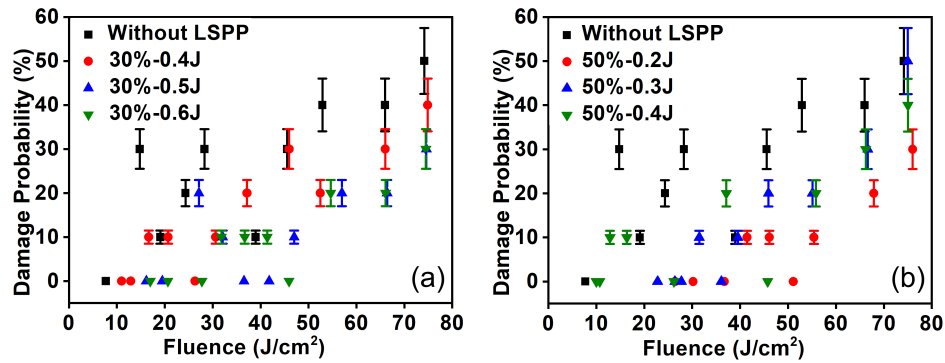 Damage Probability (%)
60
50
40
30
20
10
0
Without LSPP
30%-0.4J
30%-0.5J
30%-0.6J
(a)
0 10 20 30 40 50 60 70 80
Fluence (J/cm²)
Damage Probability (%)
60
50
40
30
20
10
0
Without LSPP
50%-0.2J
50%-0.3J
50%-0.4J
(b)
0 10 20 30 40 50 60 70 80
Fluence (J/cm²)